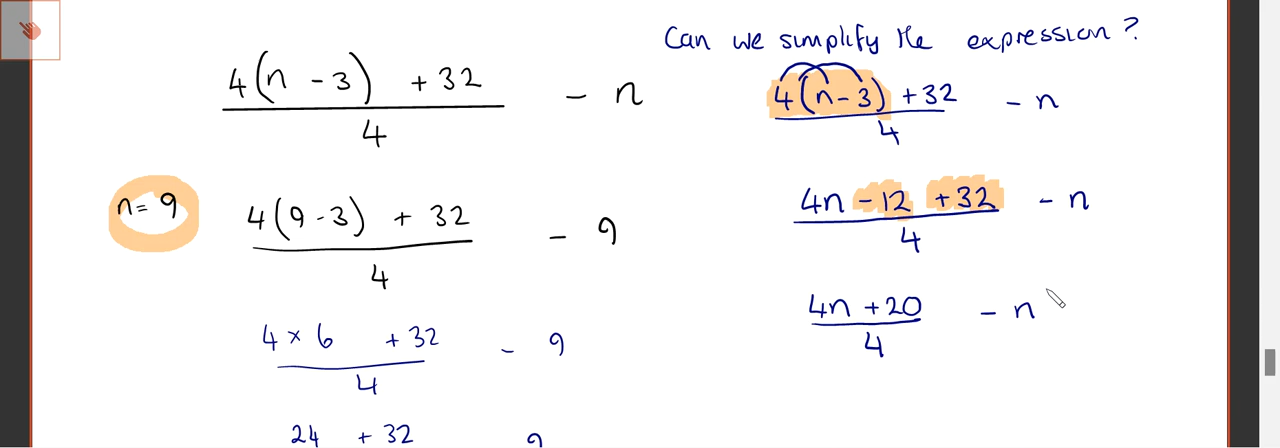 4(n - 3) + 32 / 4 - n
n = 9
4(9 - 3) + 32 / 4 - 9
4 × 6 + 32 / 4 - 9
24 + 32 9
Can we simplify the expression?
4(n - 3) + 32 / 4 - n
4n - 12 + 32 / 4 - n
4n + 20 / 4 - n